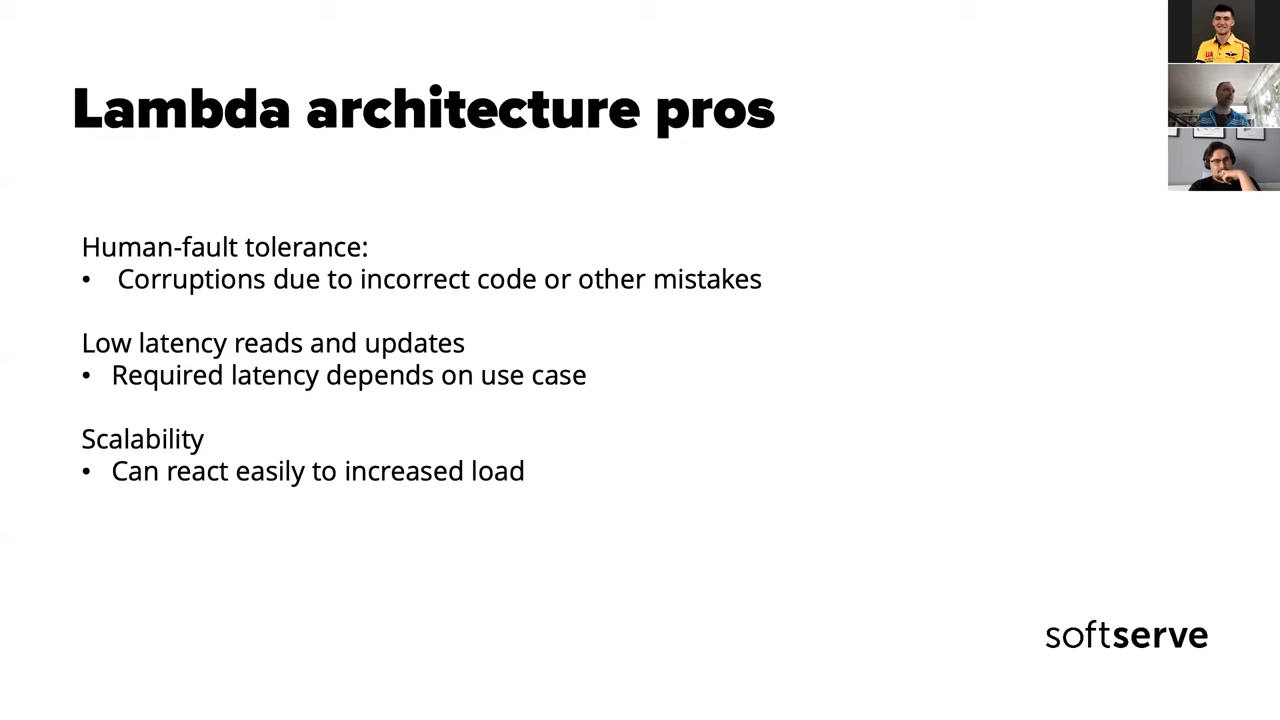 Lambda architecture pros
Human-fault tolerance:
• Corruptions due to incorrect code or other mistakes
Low latency reads and updates
• Required latency depends on use case
Scalability
• Can react easily to increased load
softserve
UA